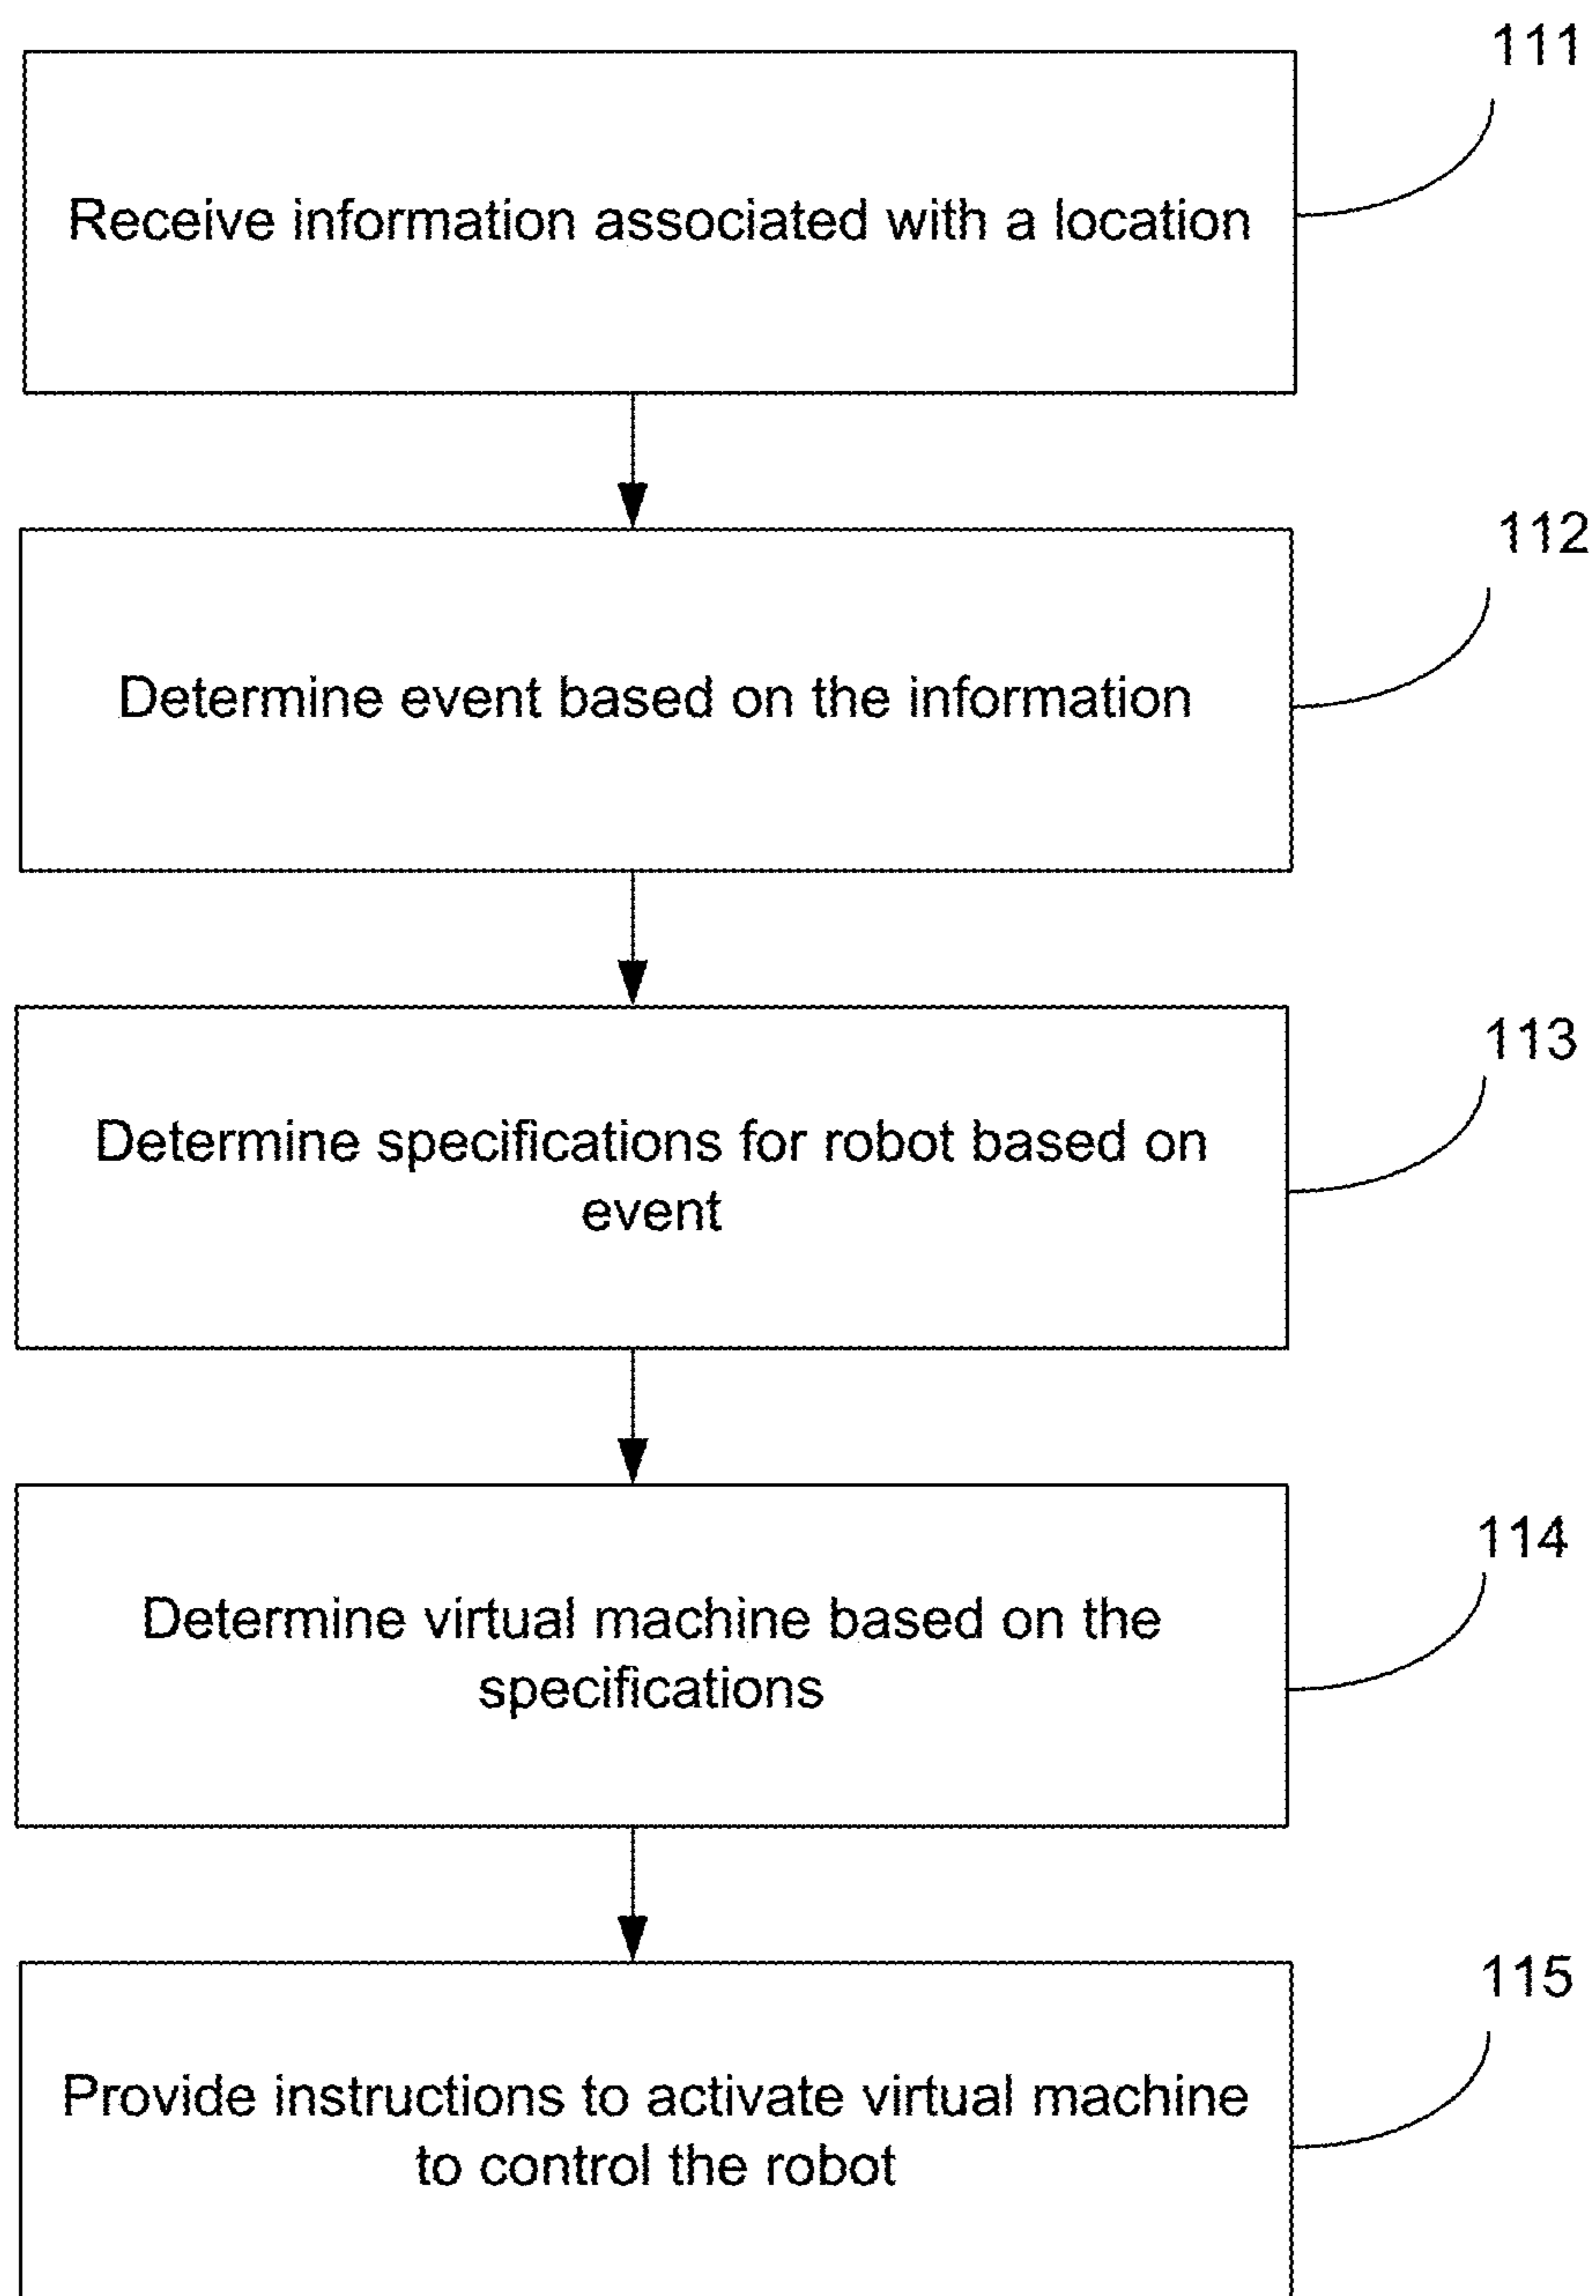 111
Receive information associated with a location
112
Determine event based on the information
113
Determine specifications for robot based on
event
114
Determine virtual machine based on the
specifications
115
Provide instructions to activate virtual machine
to control the robot